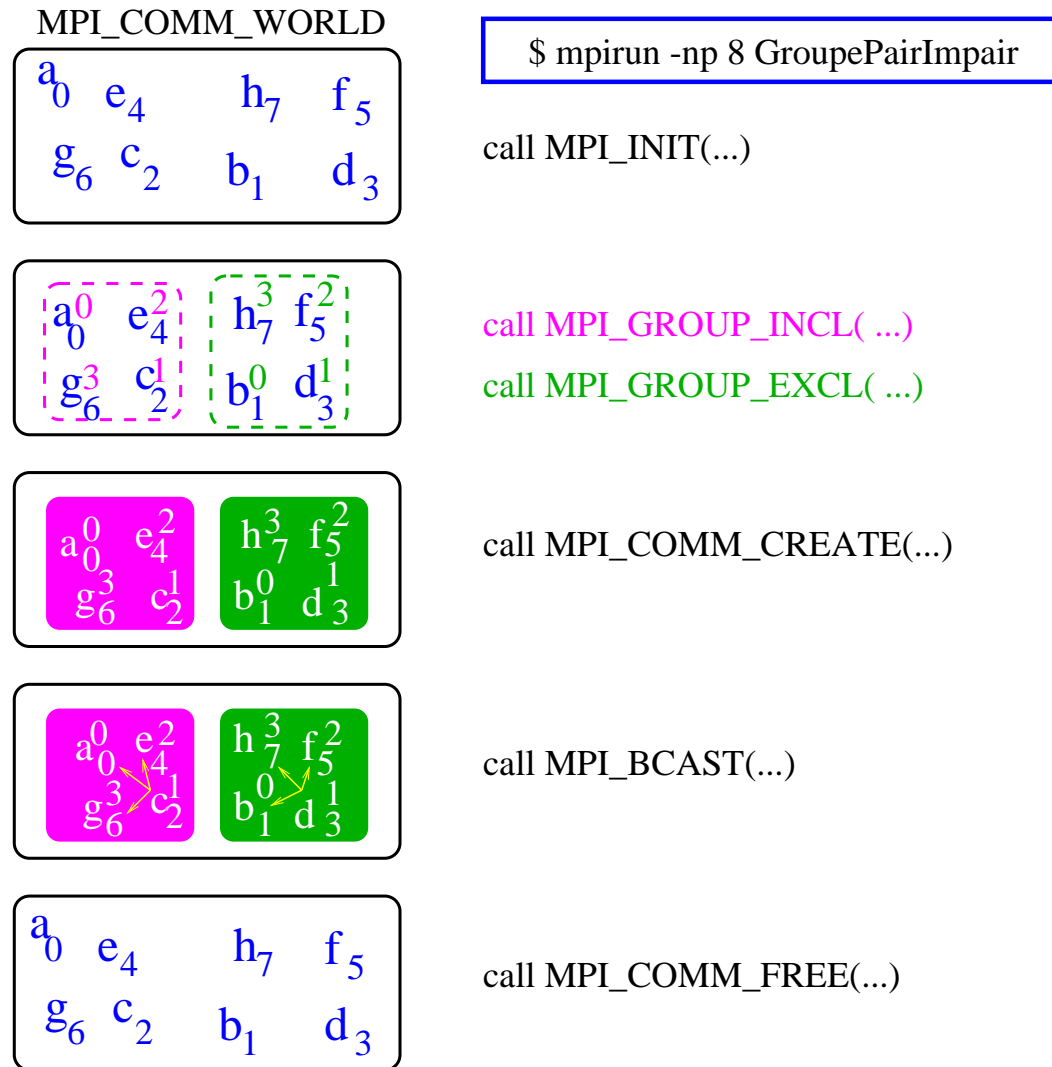 MPI_COMM_WORLD
$ mpirun -np 8 GroupePairImpair
a0 e4 h7 f5
g6 c2 b1 d3
call MPI_INIT(...)
a0 0 e4 2 h7 3 f5 2
g6 3 c2 1 b1 0 d3 1
call MPI_GROUP_INCL( ...)
call MPI_GROUP_EXCL( ...)
a0 0 e4 2 h7 3 f5 2
g6 3 c2 1 b1 0 d3 1
call MPI_COMM_CREATE(...)
a0 0 e4 2 h7 3 f5 2
g6 3 c2 1 b1 0 d3 1
call MPI_BCAST(...)
a0 e4 h7 f5
g6 c2 b1 d3
call MPI_COMM_FREE(...)